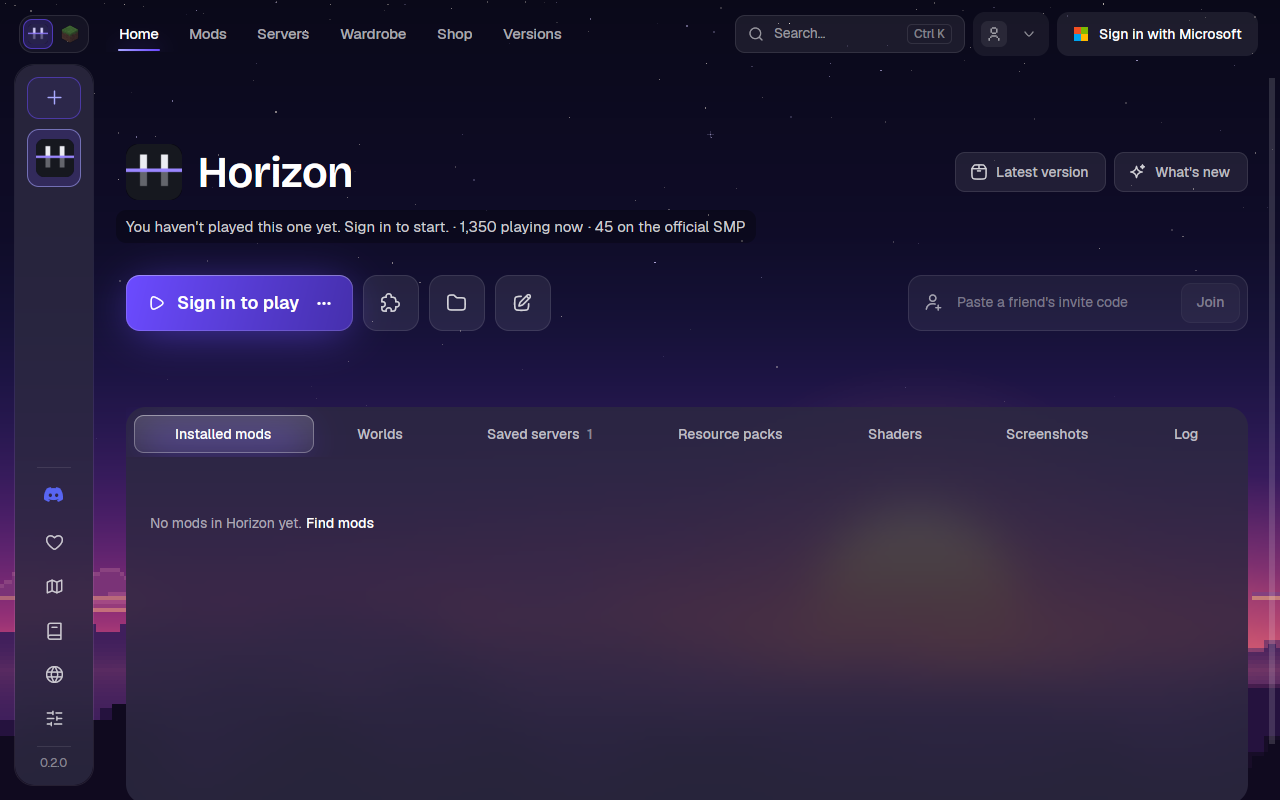 Home Mods Servers Wardrobe Shop Versions Search... Ctrl K Sign in with Microsoft
Horizon
Latest version What's new
You haven't played this one yet. Sign in to start. · 1,350 playing now · 45 on the official SMP
Sign in to play ··· Paste a friend's invite code Join
Installed mods Worlds Saved servers 1 Resource packs Shaders Screenshots Log
No mods in Horizon yet. Find mods
0.2.0